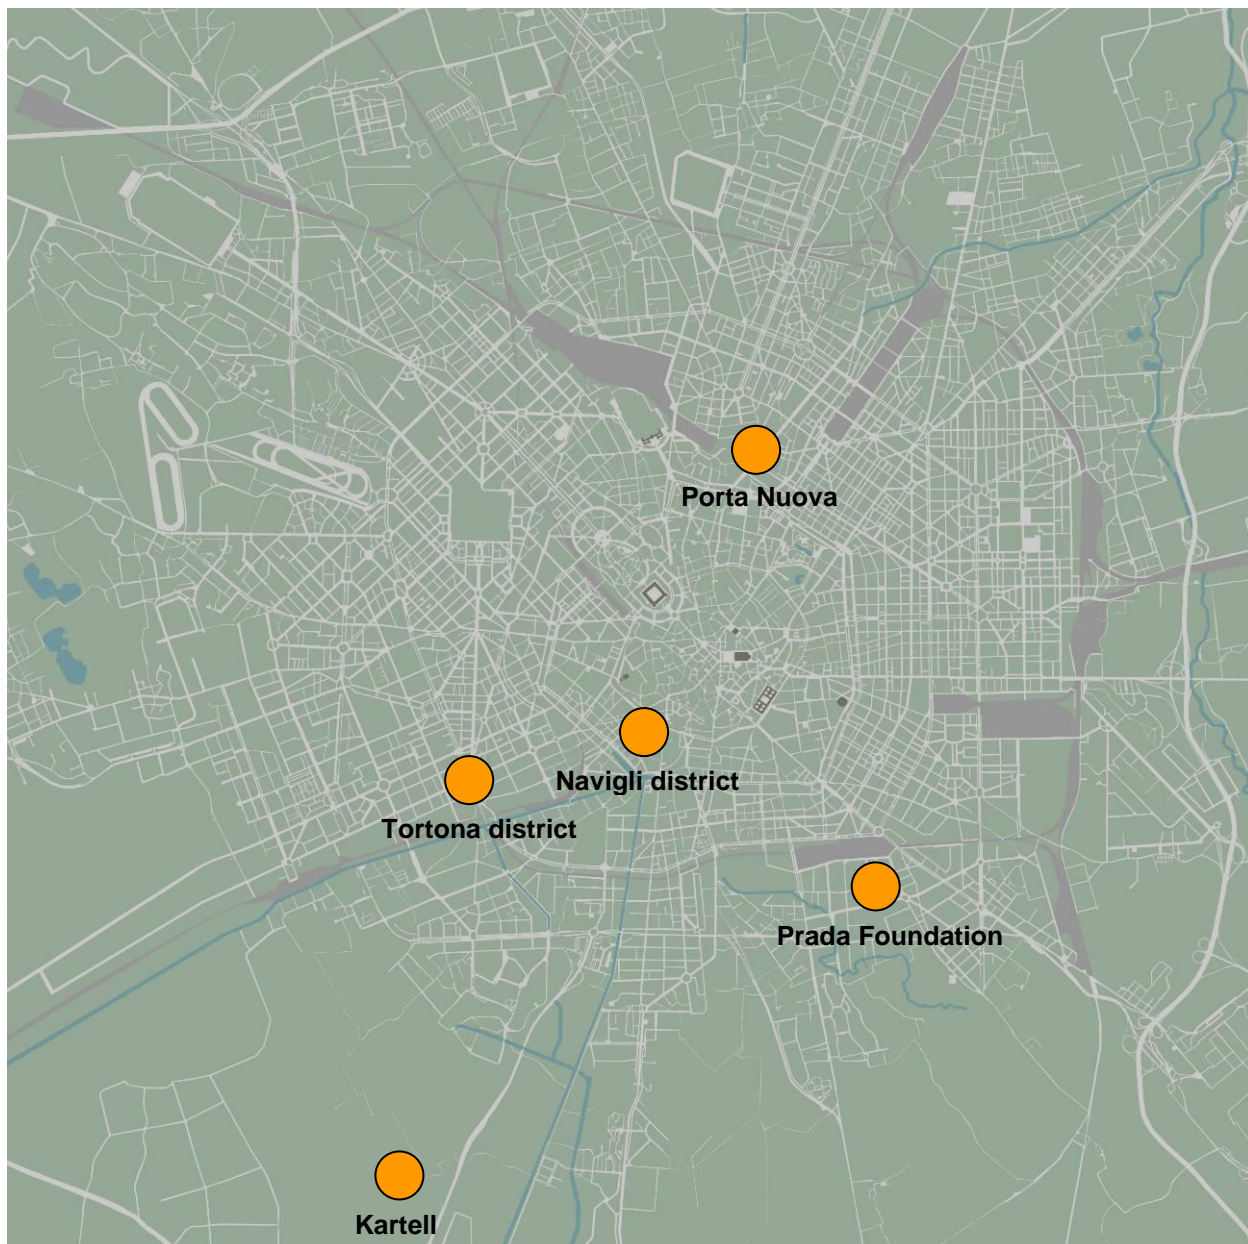 Porta Nuova
Navigli district
Tortona district
Prada Foundation
Kartell